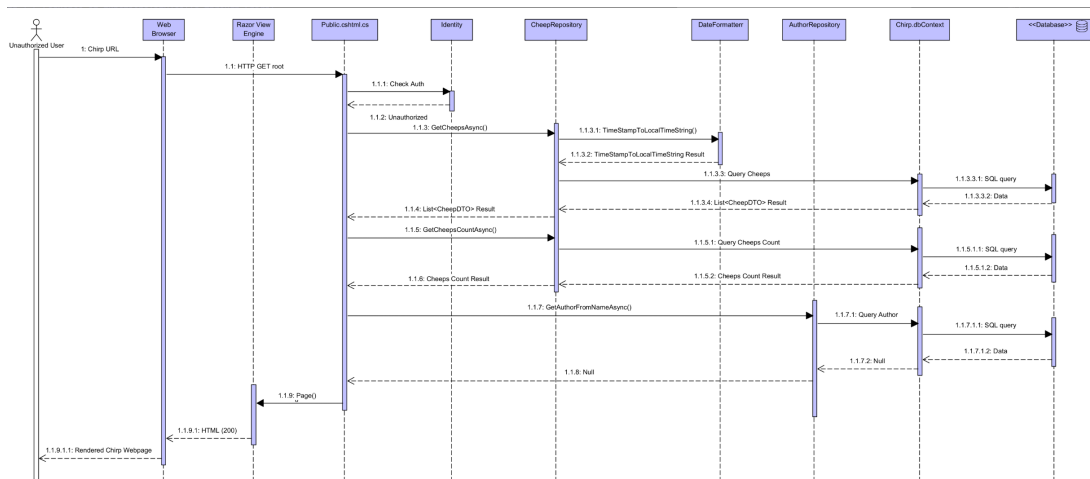 Unauthorized User
Web
Browser
Razor View
Engine
Public.cshtml.cs
Identity
CheepRepository
DateFormatterr
AuthorRepository
Chirp.dbContext
<<Database>>
1: Chirp URL
1.1: HTTP GET root
1.1.1: Check Auth
1.1.2: Unauthorized
1.1.3: GetCheepsAsync()
1.1.3.1: TimeStampToLocalTimeString()
1.1.3.2: TimeStampToLocalTimeString Result
1.1.3.3: Query Cheeps
1.1.3.3.1: SQL query
1.1.3.3.2: Data
1.1.3.4: List<CheepDTO> Result
1.1.4: List<CheepDTO> Result
1.1.5: GetCheepsCountAsync()
1.1.5.1: Query Cheeps Count
1.1.5.1.1: SQL query
1.1.5.1.2: Data
1.1.5.2: Cheeps Count Result
1.1.6: Cheeps Count Result
1.1.7: GetAuthorFromNameAsync()
1.1.7.1: Query Author
1.1.7.1.1: SQL query
1.1.7.1.2: Data
1.1.7.2: Null
1.1.8: Null
1.1.9: Page()
1.1.9.1: HTML (200)
1.1.9.1.1: Rendered Chirp Webpage